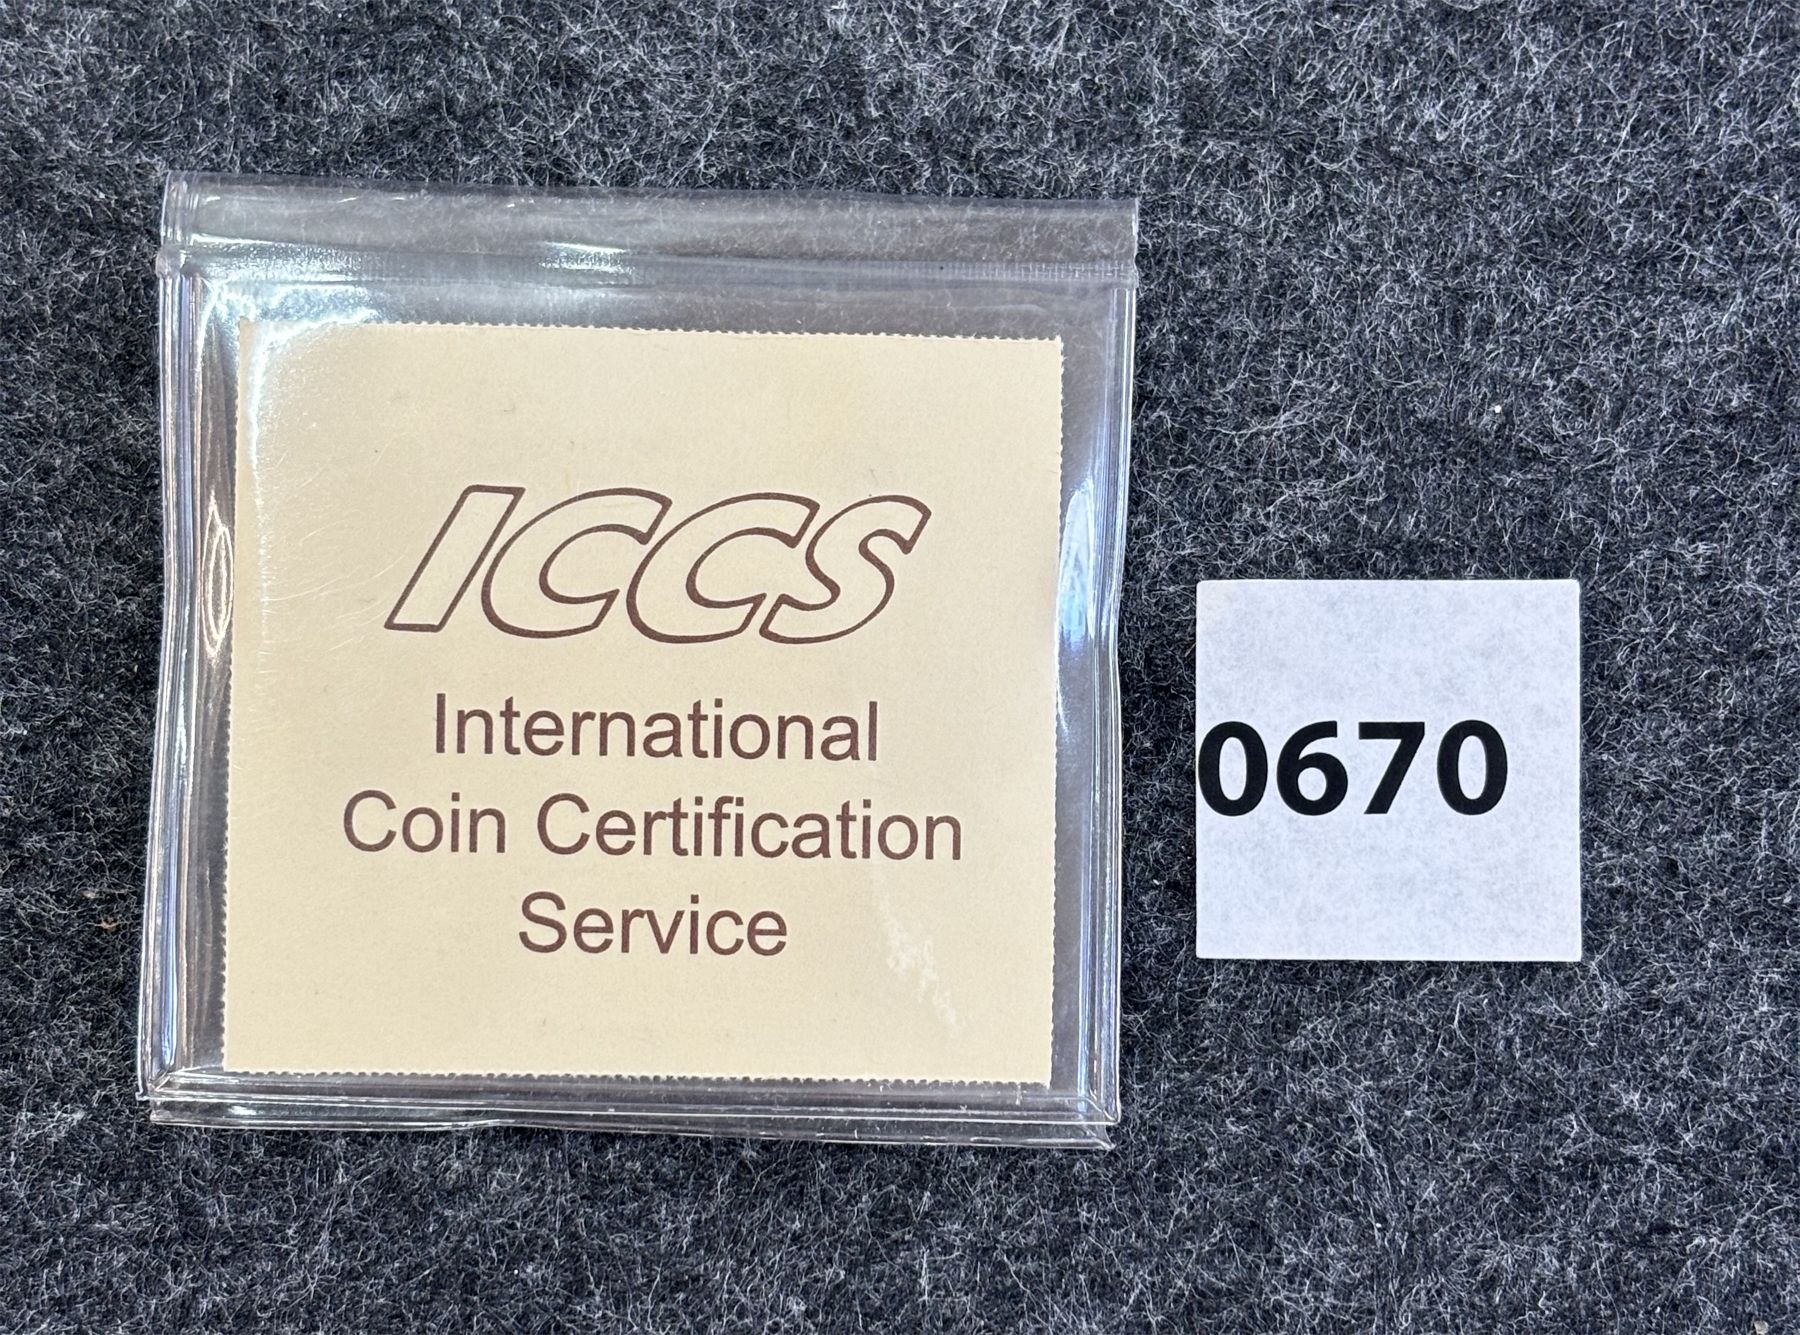 ICCS
International
Coin Certification
Service
0670